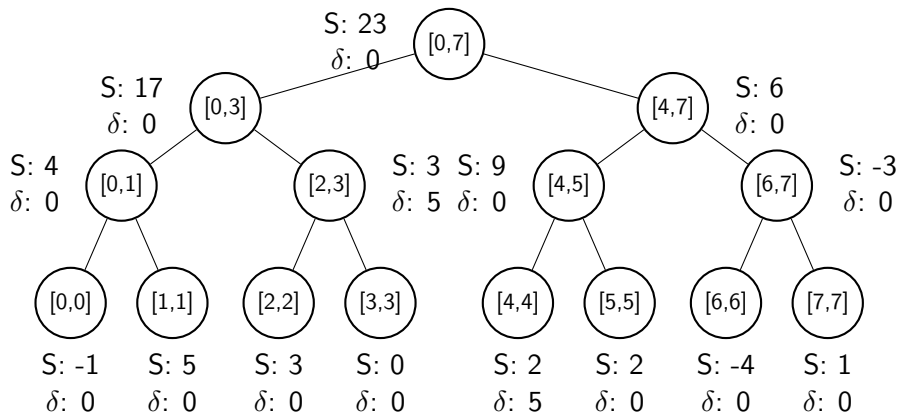 S: 23
δ: 0
[0,7]
S: 17
δ: 0
[0,3]
[4,7]
S: 6
δ: 0
S: 4
δ: 0
[0,1]
[2,3]
S: 3
δ: 5
S: 9
δ: 0
[4,5]
[6,7]
S: -3
δ: 0
[0,0]
[1,1]
[2,2]
[3,3]
[4,4]
[5,5]
[6,6]
[7,7]
S: -1
δ: 0
S: 5
δ: 0
S: 3
δ: 0
S: 0
δ: 0
S: 2
δ: 5
S: 2
δ: 0
S: -4
δ: 0
S: 1
δ: 0